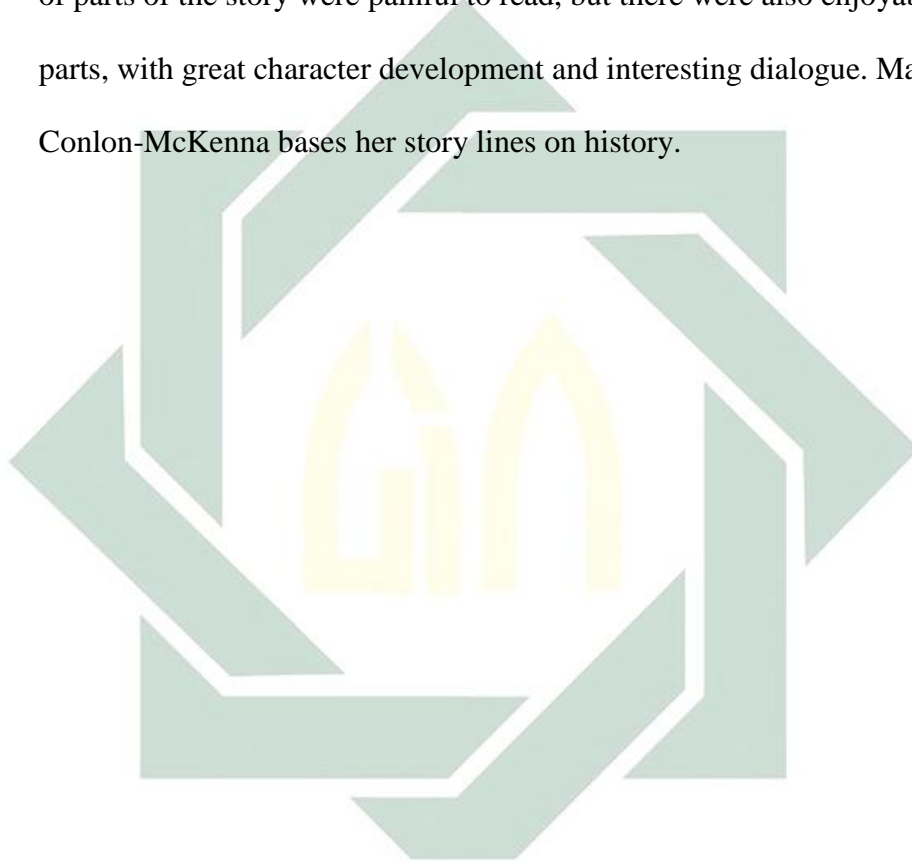 of parts of the story were painful to read, but there were also
parts, with great character development and interesting dialogue.
Conlon-McKenna bases her story lines on history.